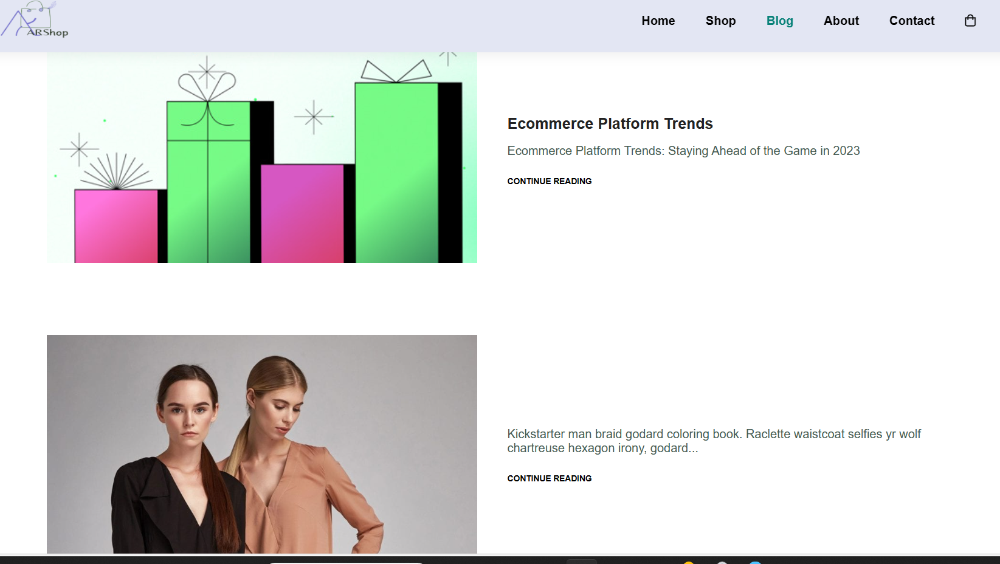 ARShop
Home Shop Blog About Contact
Ecommerce Platform Trends
Ecommerce Platform Trends: Staying Ahead of the Game in 2023
CONTINUE READING
Kickstarter man braid godard coloring book. Raclette waistcoat selfies yr wolf
chartreuse hexagon irony, godard...
CONTINUE READING